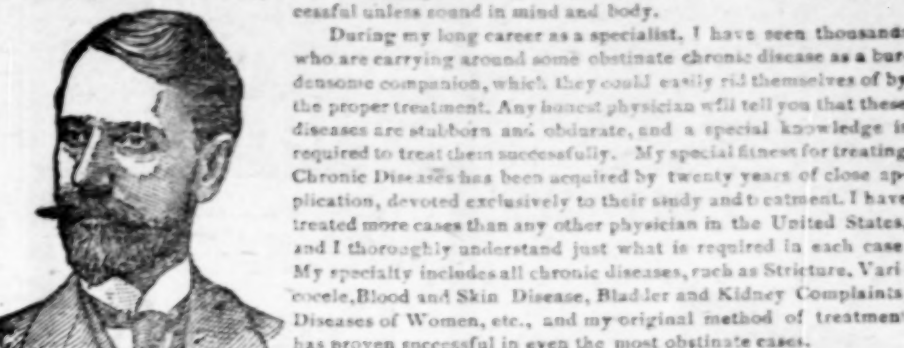 cessful unless sound in mind and body.
During my long career as a specialist, I have seen thousands
who are carrying around some obstinate chronic disease as a bur
densome companion, which they could easily rid themselves of by
the proper treatment. Any honest physician will tell you that these
diseases are stubborn and obdurate, and a special knowledge is
required to treat them successfully. My special fitness for treating
Chronic Diseases has been acquired by twenty years of close ap-
plication, devoted exclusively to their study and treatment. I have
treated more cases than any other physician in the United States,
and I thoroughly understand just what is required in each case
My specialty includes all chronic diseases, such as Stricture, Vari
cocele, Blood and Skin Disease, Bladder and Kidney Complaints
Diseases of Women, etc., and my original method of treatment
has proven successful in even the most obstinate cases.